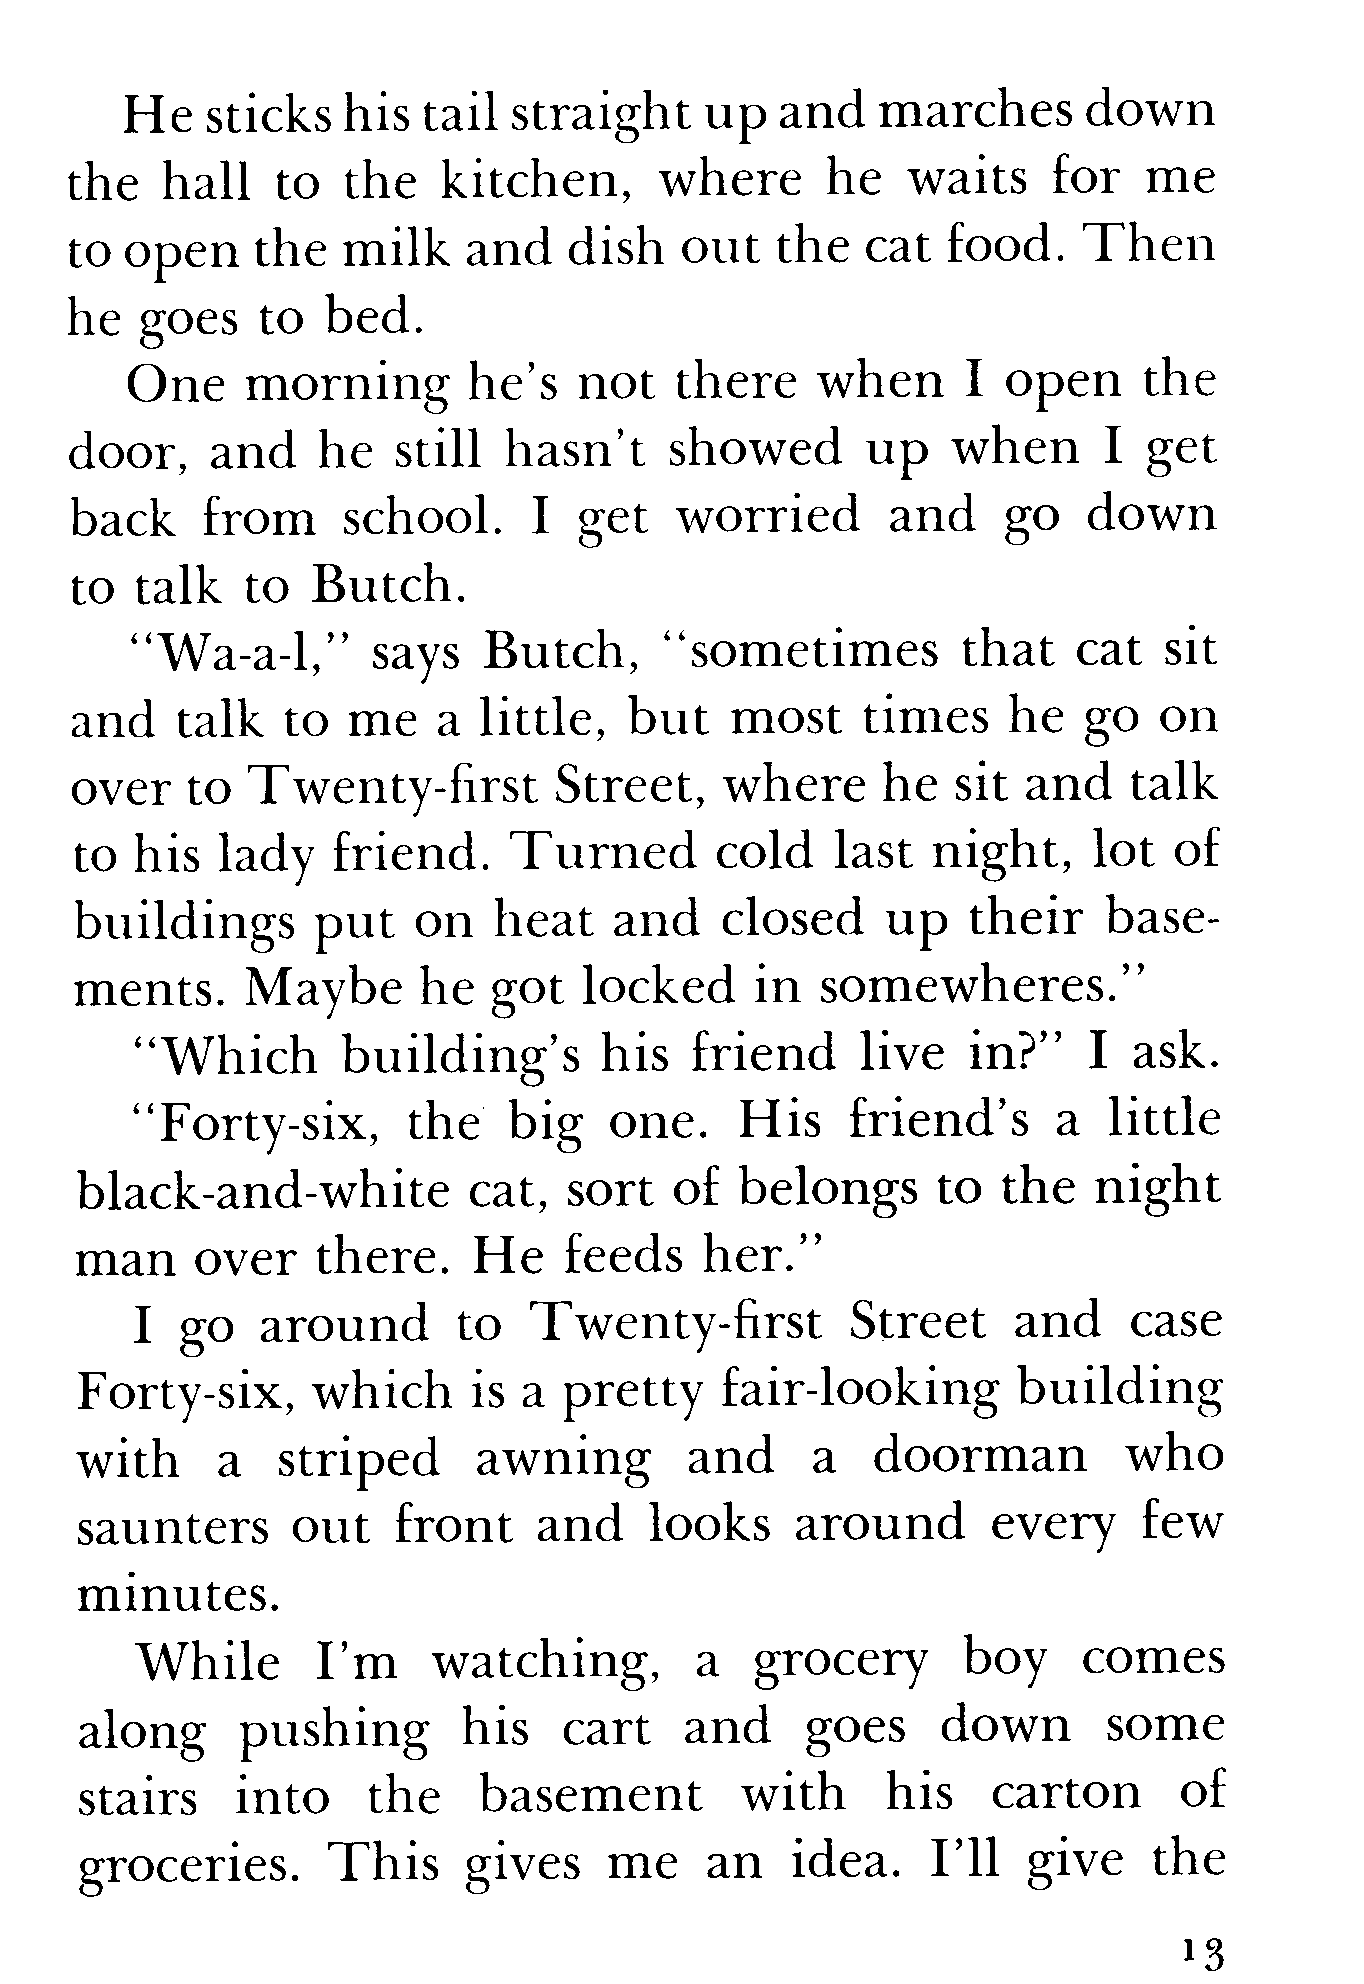 He sticks his tail straight up and marches down
the hall to the kitchen, where he waits for me
to open the milk and dish out the cat food. Then
he goes to bed.
One morning he's not there when I open the
door, and he still hasn't showed up when I get
back from school. I get worried and go down
to talk to Butch.
"Wa-a-l," says Butch, "sometimes that cat sit
and talk to me a little, but most times he go on
over to Twenty-first Street, where he sit and talk
to his lady friend. Turned cold last night, lot of
buildings put on heat and closed up their base-
ments. Maybe he got locked in somewheres."
"Which building's his friend live in?" I ask.
"Forty-six, the big one. His friend's a little
black-and-white cat, sort of belongs to the night
man over there. He feeds her."
I go around to Twenty-first Street and case
Forty-six, which is a pretty fair-looking building
with a striped awning and a doorman who
saunters out front and looks around every few
minutes.
While I'm watching, a grocery boy comes
along pushing his cart and goes down some
stairs into the basement with his carton of
groceries. This gives me an idea. I'll give the
13